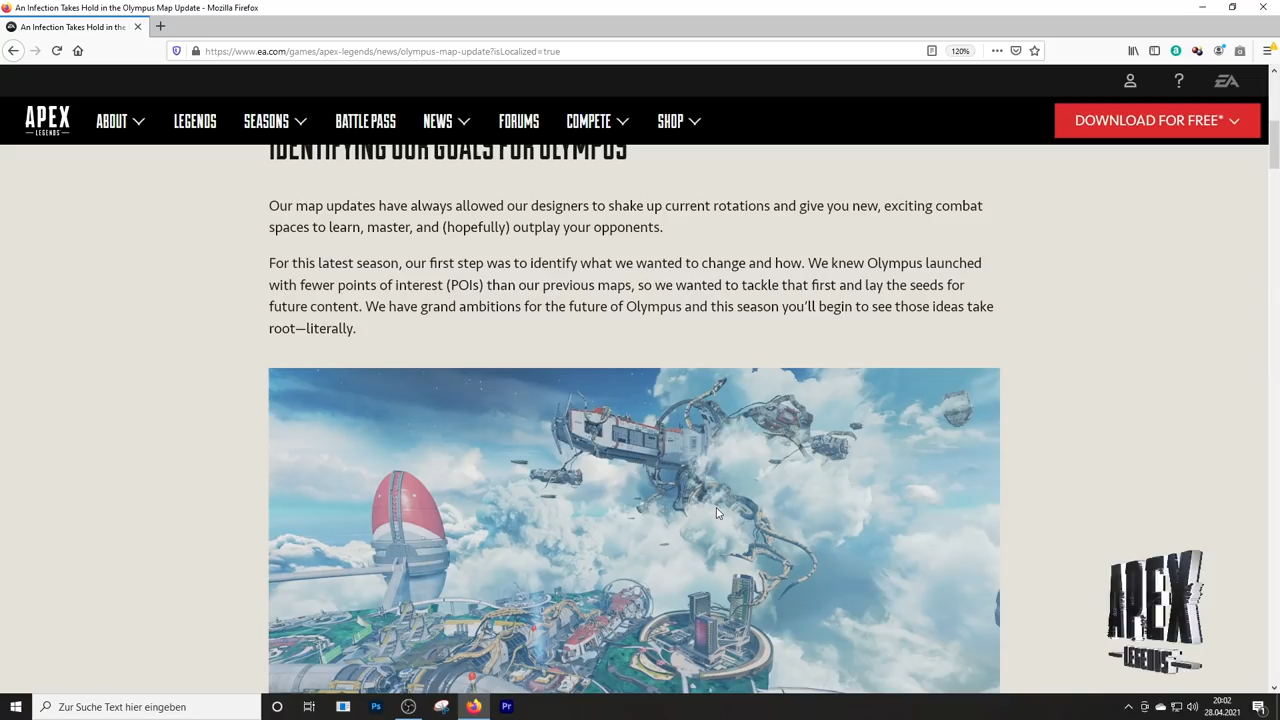 An Infection Takes Hold in the Olympus Map Update - Mozilla Firefox
An Infection Takes Hold in the
https://www.ea.com/games/apex-legends/news/olympus-map-update?isLocalized=true
120%
EA
APEX
LEGENDS
ABOUT
LEGENDS
SEASONS
BATTLE PASS
NEWS
FORUMS
COMPETE
SHOP
DOWNLOAD FOR FREE*
IDENTIFYING OUR GOALS FOR OLYMPUS
Our map updates have always allowed our designers to shake up current rotations and give you new, exciting combat
spaces to learn, master, and (hopefully) outplay your opponents.
For this latest season, our first step was to identify what we wanted to change and how. We knew Olympus launched
with fewer points of interest (POIs) than our previous maps, so we wanted to tackle that first and lay the seeds for
future content. We have grand ambitions for the future of Olympus and this season you'll begin to see those ideas take
root—literally.
APEX
LEGENDS
Zur Suche Text hier eingeben
Ps
Pr
20:02
28.04.2021